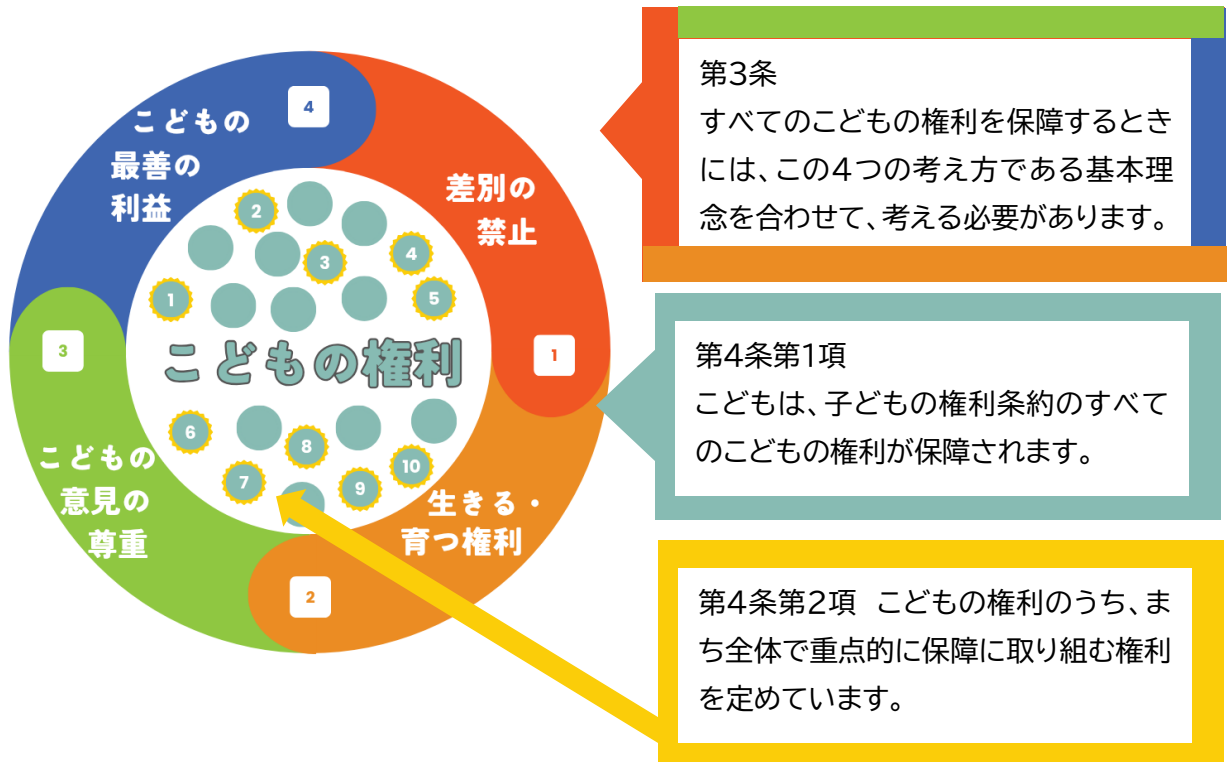 4
こどもの
最善の
利益
差別の
禁止
1
3
こどもの
意見の
尊重
生きる・
育つ権利
2
2
3
4
1
5
こどもの権利
6
8
7
9
10
第3条
すべてのこどもの権利を保障するとき
には、この4つの考え方である基本理
念を合わせて、考える必要があります。
第4条第1項
こどもは、子どもの権利条約のすべて
のこどもの権利が保障されます。
第4条第2項 こどもの権利のうち、ま
ち全体で重点的に保障に取り組む権利
を定めています。